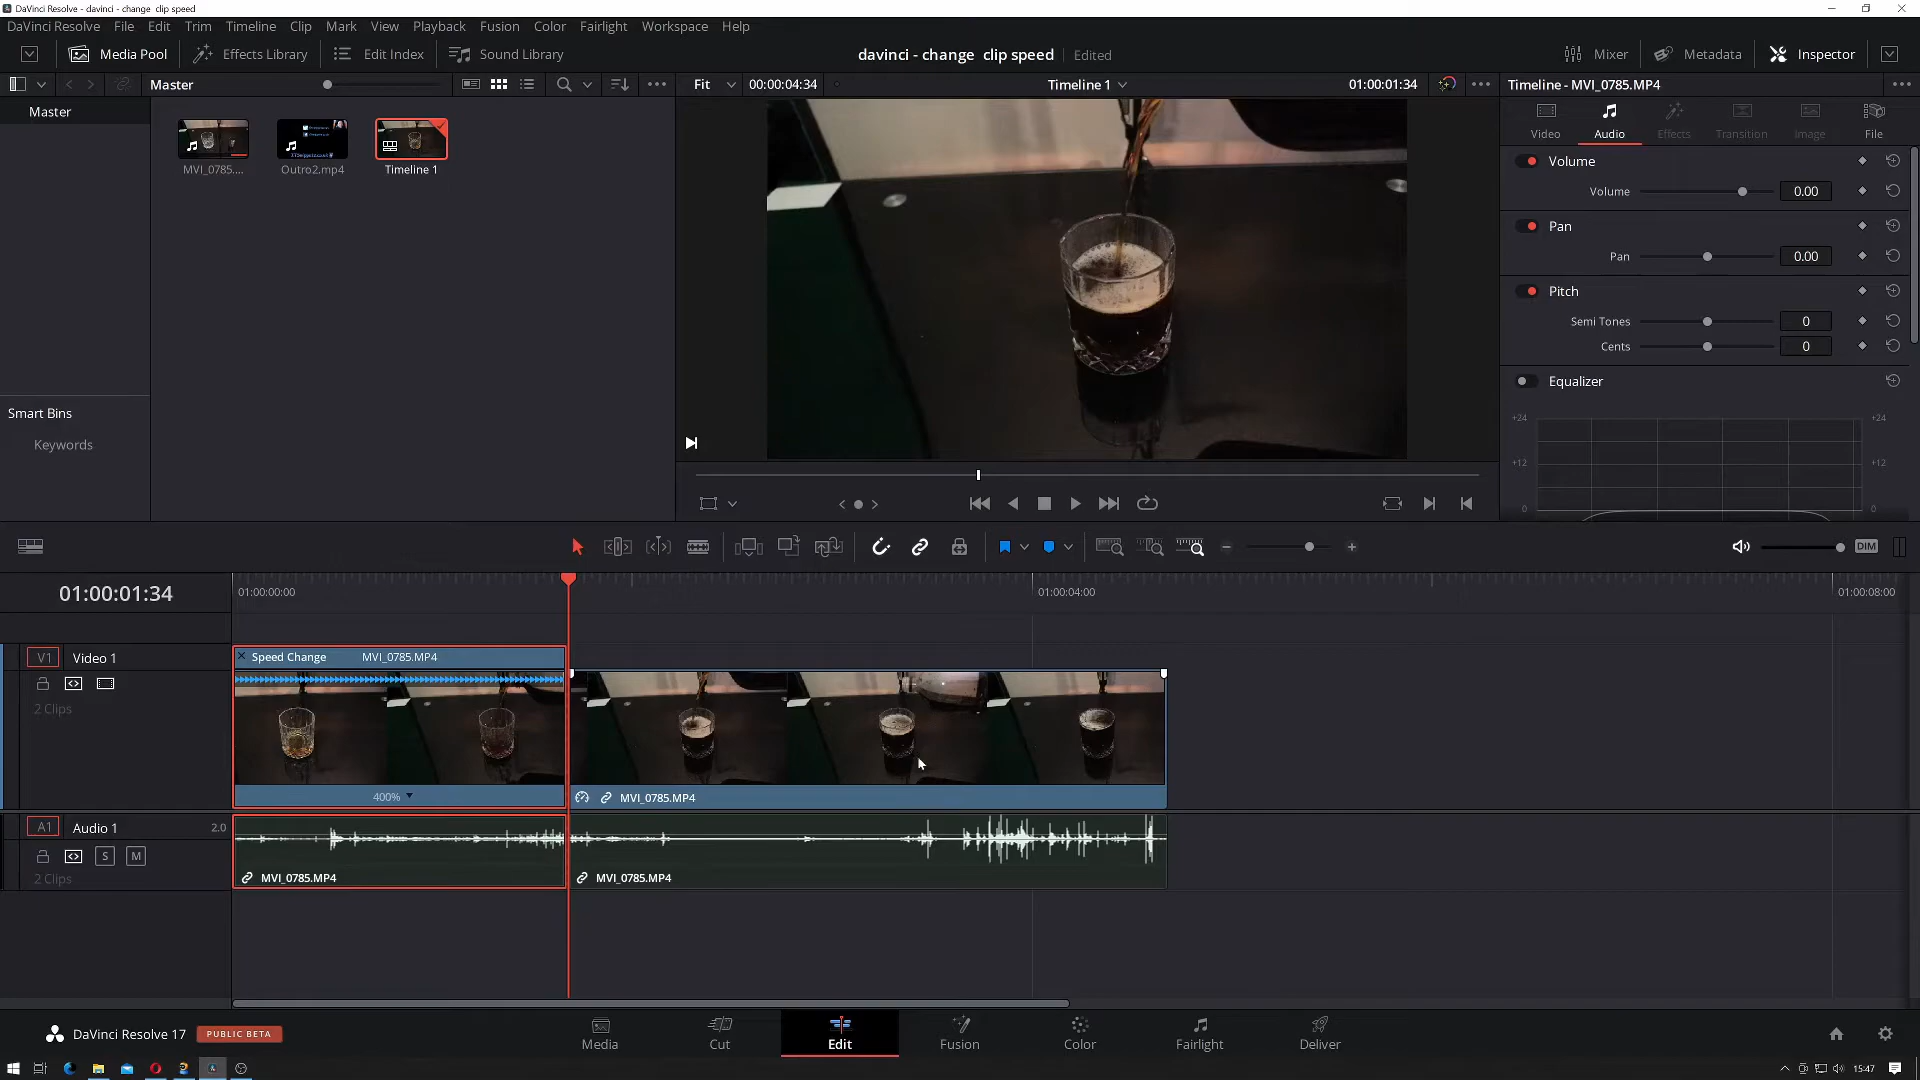 DaVinci Resolve - davinci - change  clip speed
DaVinci Resolve File Edit Trim Timeline Clip Mark View Playback Fusion Color Fairlight Workspace Help
Media Pool Effects Library Edit Index Sound Library davinci - change  clip speed Edited Mixer Metadata Inspector
Master Fit 00:00:04:34 Timeline 1 01:00:01:34 Timeline - MVI_0785.MP4
Master
MVI_0785.... Outro2.mp4 Timeline 1
Video Audio Effects Transition Image File
Volume
Volume 0.00
Pan
Pan 0.00
Pitch
Semi Tones 0
Cents 0
Equalizer
+24 +24
+12 +12
0 0
Smart Bins
Keywords
DIM
01:00:01:34 01:00:00:00 01:00:04:00 01:00:08:00
V1 Video 1 Speed Change MVI_0785.MP4
2 Clips
400% MVI_0785.MP4
A1 Audio 1 2.0
S M
2 Clips MVI_0785.MP4 MVI_0785.MP4
DaVinci Resolve 17 PUBLIC BETA Media Cut Edit Fusion Color Fairlight Deliver
15:47